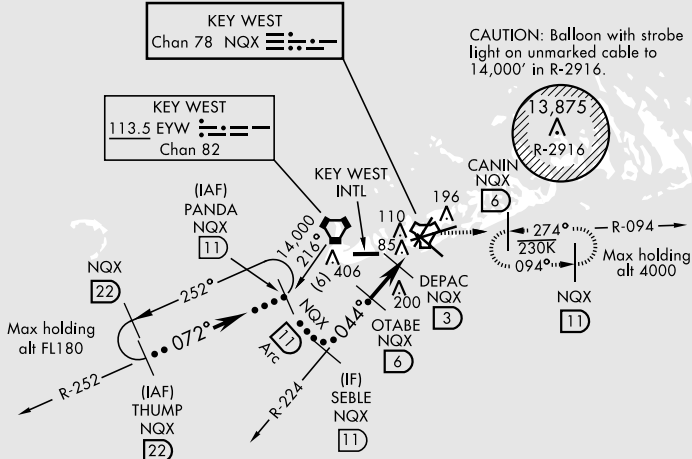 KEY WEST
Chan 78 NQX
KEY WEST
113.5 EYW
Chan 82
CAUTION: Balloon with strobe
light on unmarked cable to
14,000' in R-2916.
13,875
R-2916
KEY WEST
INTL
CANIN
NQX
6
196
110
85
406
200
(IAF)
PANDA
NQX
11
14,000
216°
(6)
274°
230K
094°
R-094
Max holding
alt 4000
NQX
11
NQX
22
252°
072°
Max holding
alt FL180
R-252
(IAF)
THUMP
NQX
22
NQX
11
Arc
044°
R-224
DEPAC
NQX
3
OTABE
NQX
6
(IF)
SEBLE
NQX
11